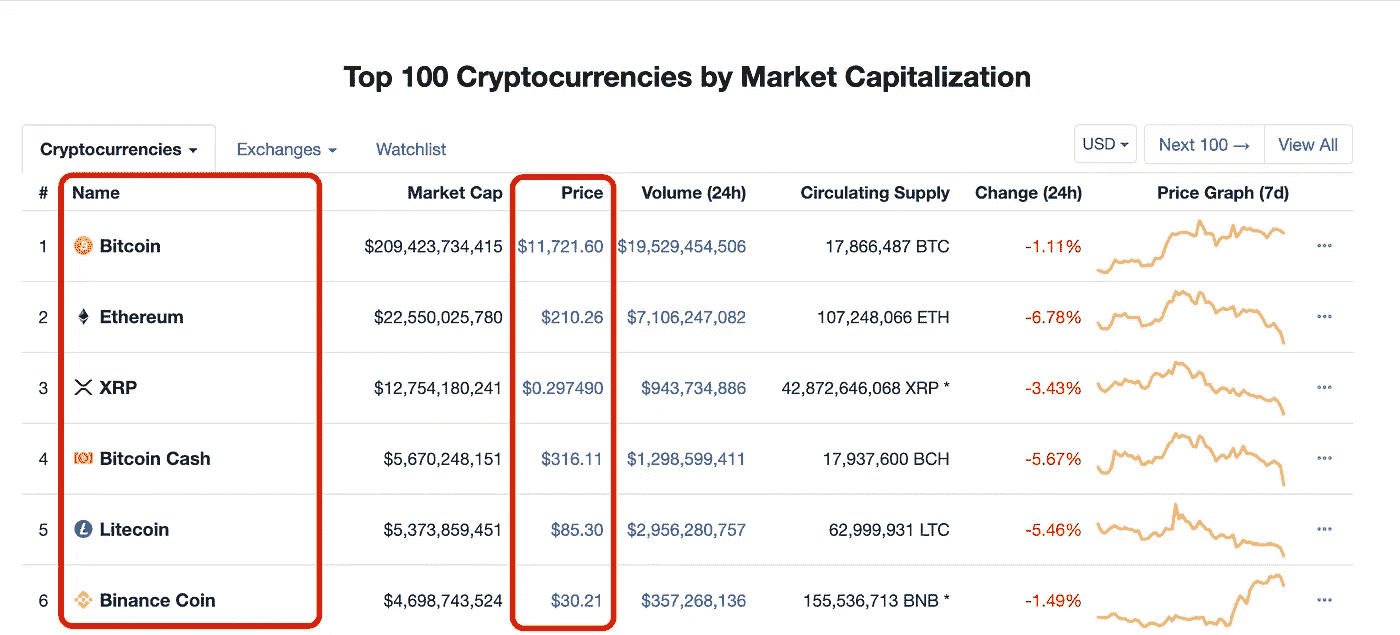 Top 100 Cryptocurrencies by Market Capitalization
Cryptocurrencies Exchanges Watchlist USD Next 100 → View All
# Name Market Cap Price Volume (24h) Circulating Supply Change (24h) Price Graph (7d)
1 Bitcoin $209,423,734,415 $11,721.60 $19,529,454,506 17,866,487 BTC -1.11%
2 Ethereum $22,550,025,780 $210.26 $7,106,247,082 107,248,066 ETH -6.78%
3 XRP $12,754,180,241 $0.297490 $943,734,886 42,872,646,068 XRP * -3.43%
4 Bitcoin Cash $5,670,248,151 $316.11 $1,298,599,411 17,937,600 BCH -5.67%
5 Litecoin $5,373,859,451 $85.30 $2,956,280,757 62,999,931 LTC -5.46%
6 Binance Coin $4,698,743,524 $30.21 $357,268,136 155,536,713 BNB * -1.49%